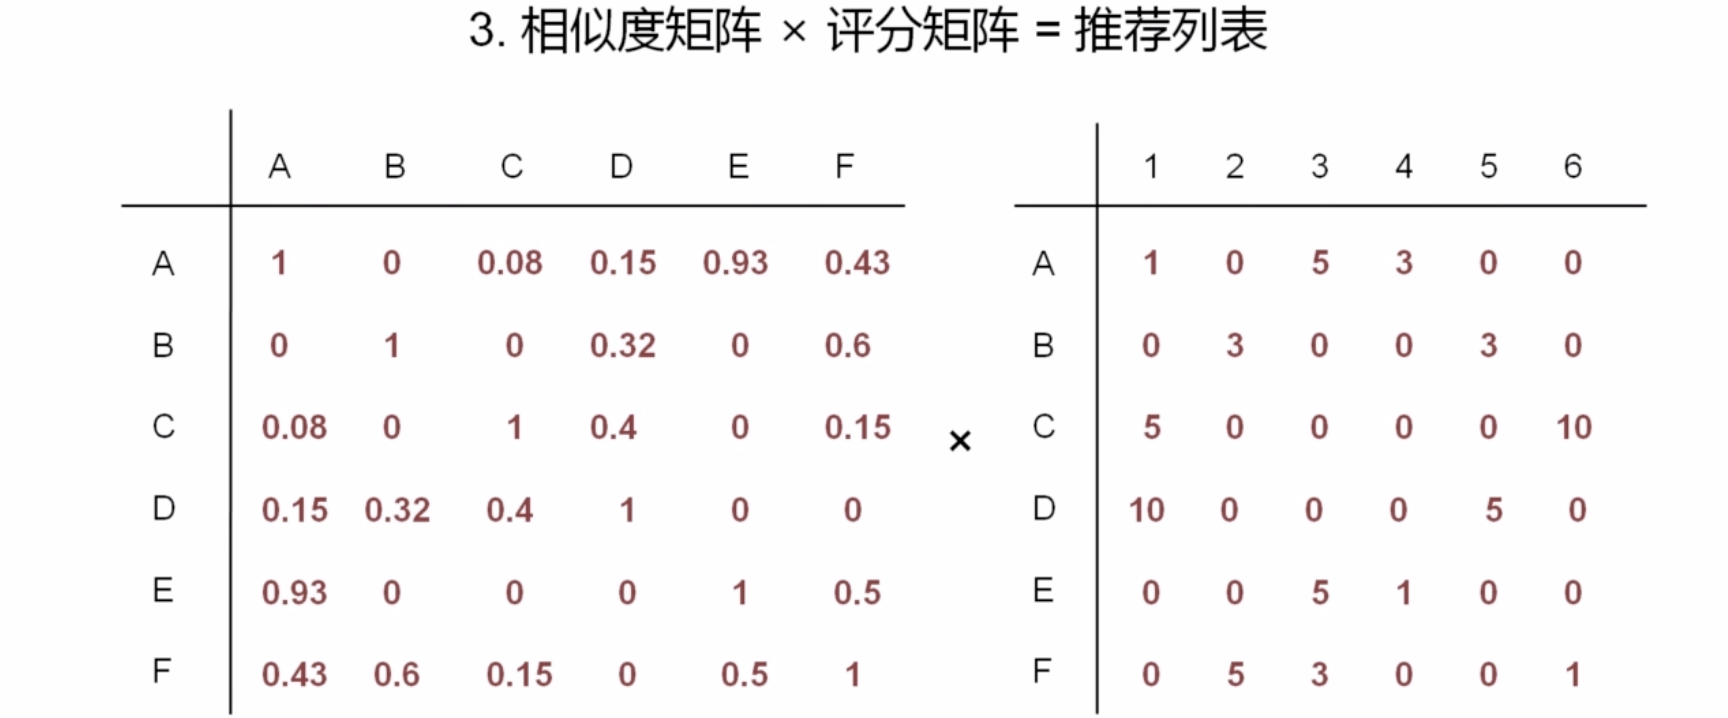 3. 相似度矩阵 × 评分矩阵 = 推荐列表
A B C D E F 1 2 3 4 5 6
A 1 0 0.08 0.15 0.93 0.43 A 1 0 5 3 0 0
B 0 1 0 0.32 0 0.6 B 0 3 0 0 3 0
C 0.08 0 1 0.4 0 0.15 × C 5 0 0 0 0 10
D 0.15 0.32 0.4 1 0 0 D 10 0 0 0 5 0
E 0.93 0 0 0 1 0.5 E 0 0 5 1 0 0
F 0.43 0.6 0.15 0 0.5 1 F 0 5 3 0 0 1